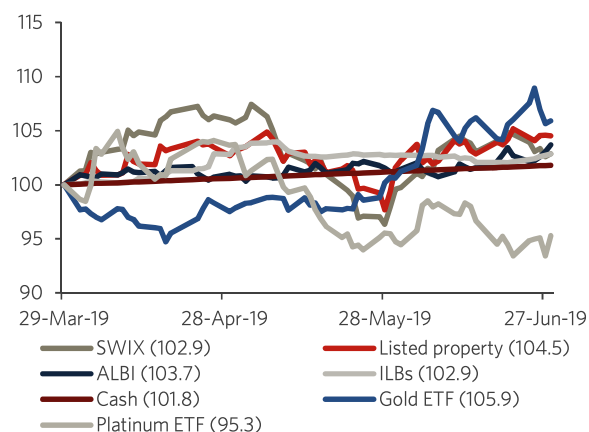 115
110
105
100
95
90
29-Mar-19 28-Apr-19 28-May-19 27-Jun-19
SWIX (102.9) Listed property (104.5)
ALBI (103.7) ILBs (102.9)
Cash (101.8) Gold ETF (105.9)
Platinum ETF (95.3)